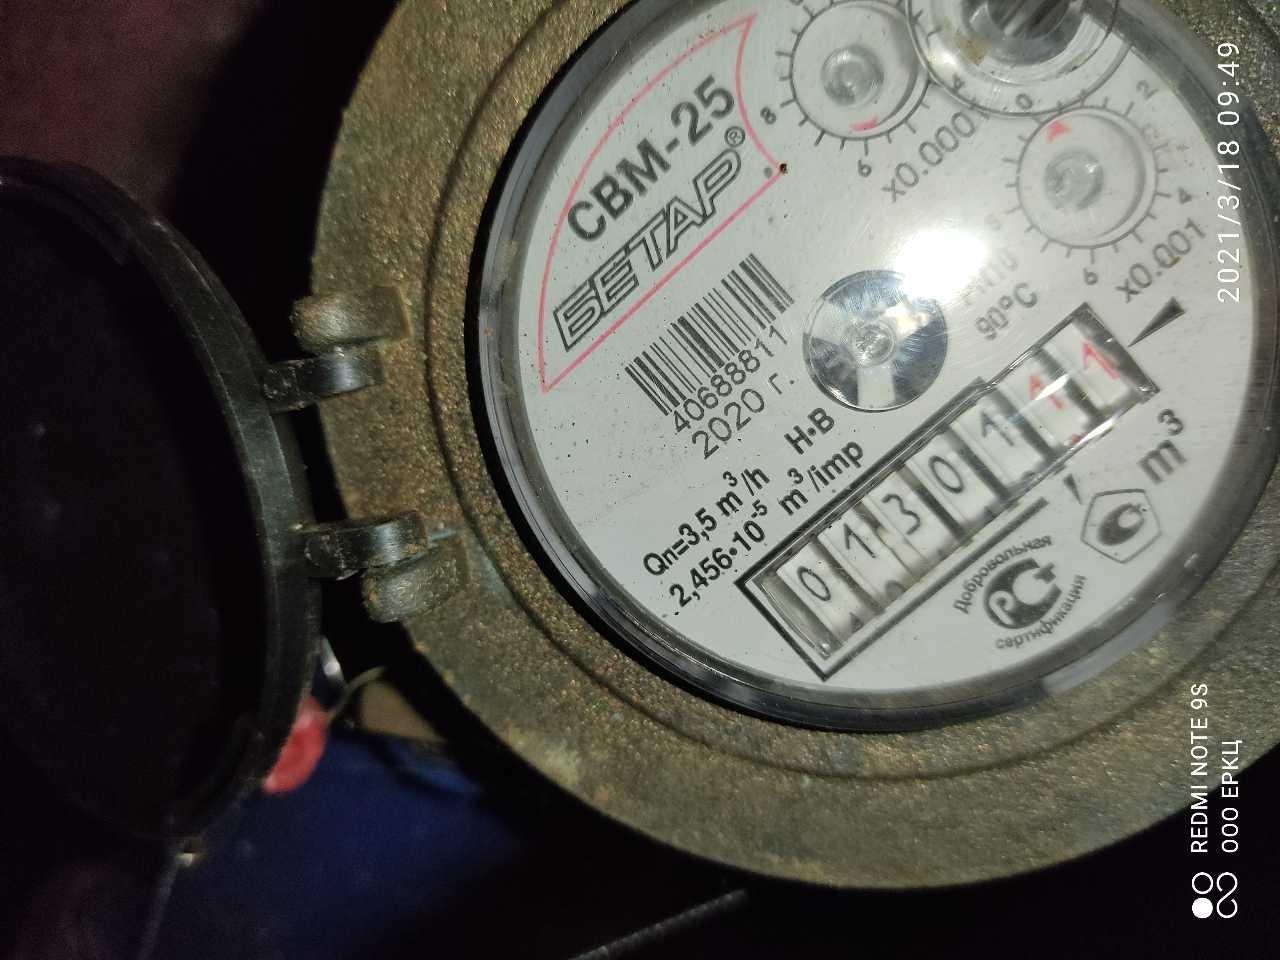 СВМ-25
БЕТАР®
40688811
2020 г.
Qn=3,5 m³/h H•B
2,456•10⁻⁵ m³/imp
90°C
x0.0001
x0.001
0 1 3 0 1 1 1
m³
Добровольная
РСТ
сертификация
2021/3/18 09:49
REDMI NOTE 9S
ООО ЕРКЦ